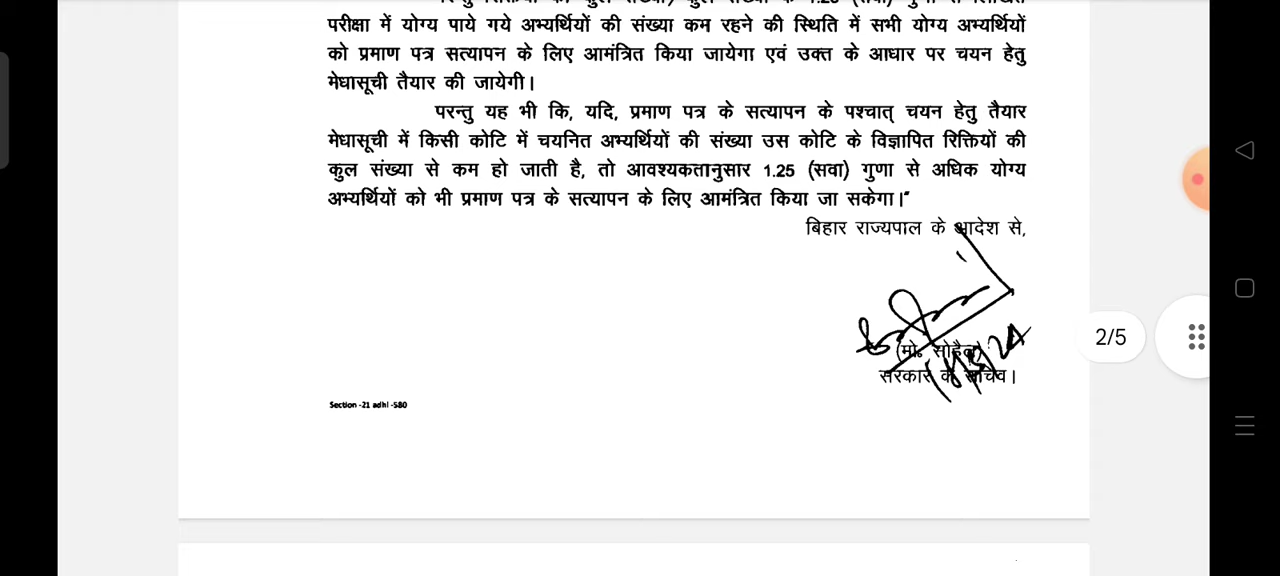 परीक्षा में योग्य पाये गये अभ्यर्थियों की संख्या कम रहने की स्थिति में सभी योग्य अभ्यर्थियों
को प्रमाण पत्र सत्यापन के लिए आमंत्रित किया जायेगा एवं उक्त के आधार पर चयन हेतु
मेधासूची तैयार की जायेगी।
परन्तु यह भी कि, यदि, प्रमाण पत्र के सत्यापन के पश्चात् चयन हेतु तैयार
मेधासूची में किसी कोटि में चयनित अभ्यर्थियों की संख्या उस कोटि के विज्ञापित रिक्तियों की
कुल संख्या से कम हो जाती है, तो आवश्यकतानुसार 1.25 (सवा) गुणा से अधिक योग्य
अभ्यर्थियों को भी प्रमाण पत्र के सत्यापन के लिए आमंत्रित किया जा सकेगा।"
बिहार राज्यपाल के आदेश से,
(मो. सोहैल)
सरकार के सचिव।
Section -21 adhi -580
2/5